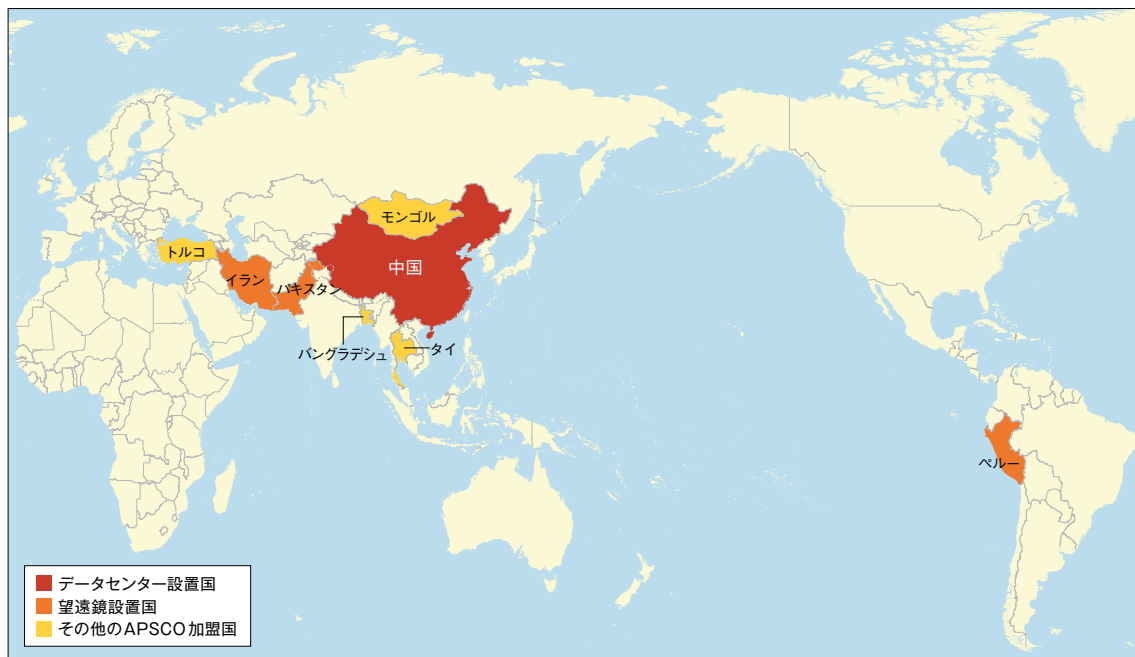 モンゴル
トルコ
中国
イラン
パキスタン
バングラデシュ
タイ
ペルー
データセンター設置国
望遠鏡設置国
その他のAPSCO加盟国